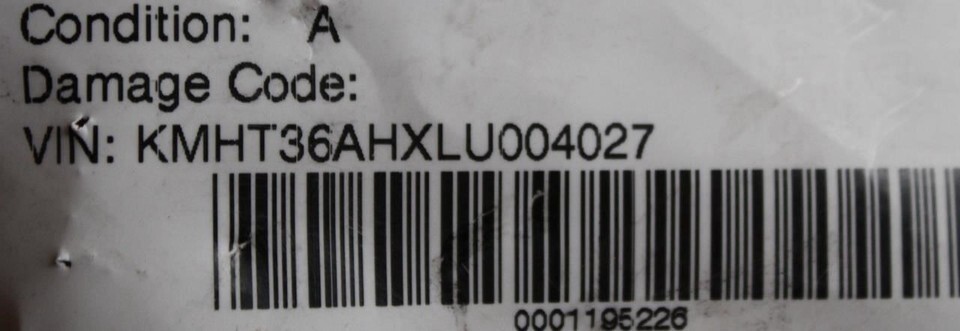 Condition: A
Damage Code:
VIN: KMHT36AHXLU004027
0001195226